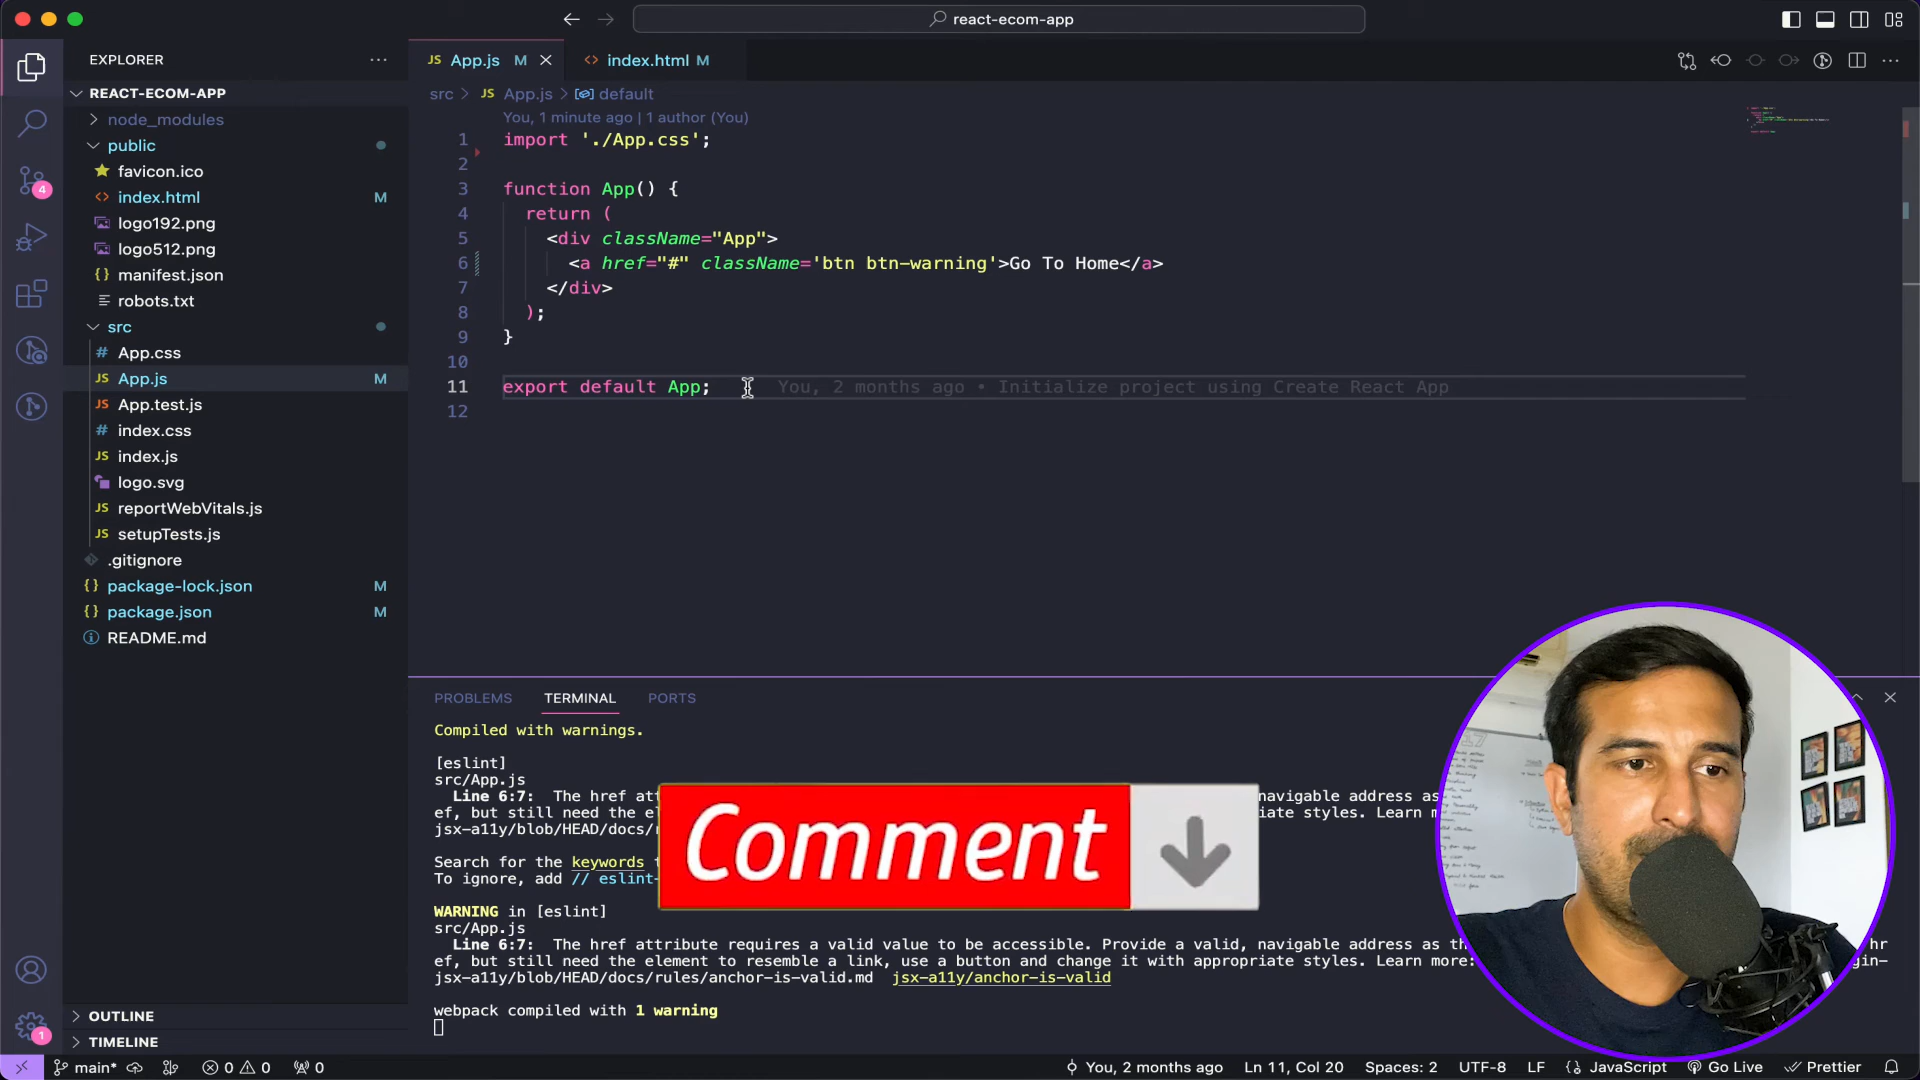 react-ecom-app
EXPLORER
REACT-ECOM-APP
node_modules
public
favicon.ico
index.html M
logo192.png
logo512.png
manifest.json
robots.txt
src
App.css
App.js M
App.test.js
index.css
index.js
logo.svg
reportWebVitals.js
setupTests.js
.gitignore
package-lock.json M
package.json M
README.md
OUTLINE
TIMELINE
4
1
JS App.js M
index.html M
src > JS App.js > default
You, 1 minute ago | 1 author (You)
1 import './App.css';
2
3 function App() {
4 return (
5 <div className="App">
6 <a href="#" className='btn btn-warning'>Go To Home</a>
7 </div>
8 );
9 }
10
11 export default App; You, 2 months ago • Initialize project using Create React App
12
PROBLEMS TERMINAL PORTS
Compiled with warnings.
[eslint]
src/App.js
Line 6:7: The href navigable address as
ef, but still need the priate styles. Learn
jsx-a11y/blob/HEAD/docs/
Search for the keywords
To ignore, add // eslint-
Comment
WARNING in [eslint]
src/App.js
Line 6:7: The href attribute requires a valid value to be accessible. Provide a valid, navigable address as
ef, but still need the element to resemble a link, use a button and change it with appropriate styles. Learn more:
jsx-a11y/blob/HEAD/docs/rules/anchor-is-valid.md jsx-a11y/anchor-is-valid
webpack compiled with 1 warning
main* 0 0 0 You, 2 months ago Ln 11, Col 20 Spaces: 2 UTF-8 LF {} JavaScript Go Live Prettier